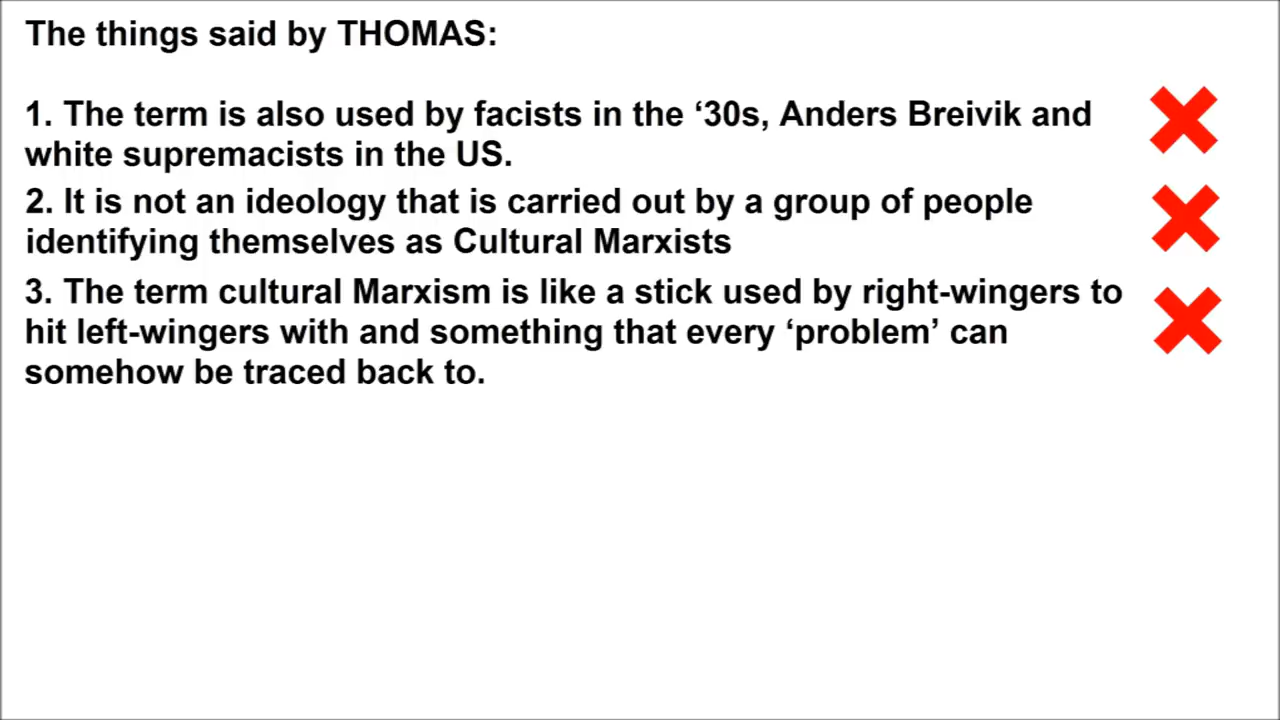 The things said by THOMAS:
1. The term is also used by facists in the ‘30s, Anders Breivik and
white supremacists in the US.
2. It is not an ideology that is carried out by a group of people
identifying themselves as Cultural Marxists
3. The term cultural Marxism is like a stick used by right-wingers to
hit left-wingers with and something that every ‘problem’ can
somehow be traced back to.